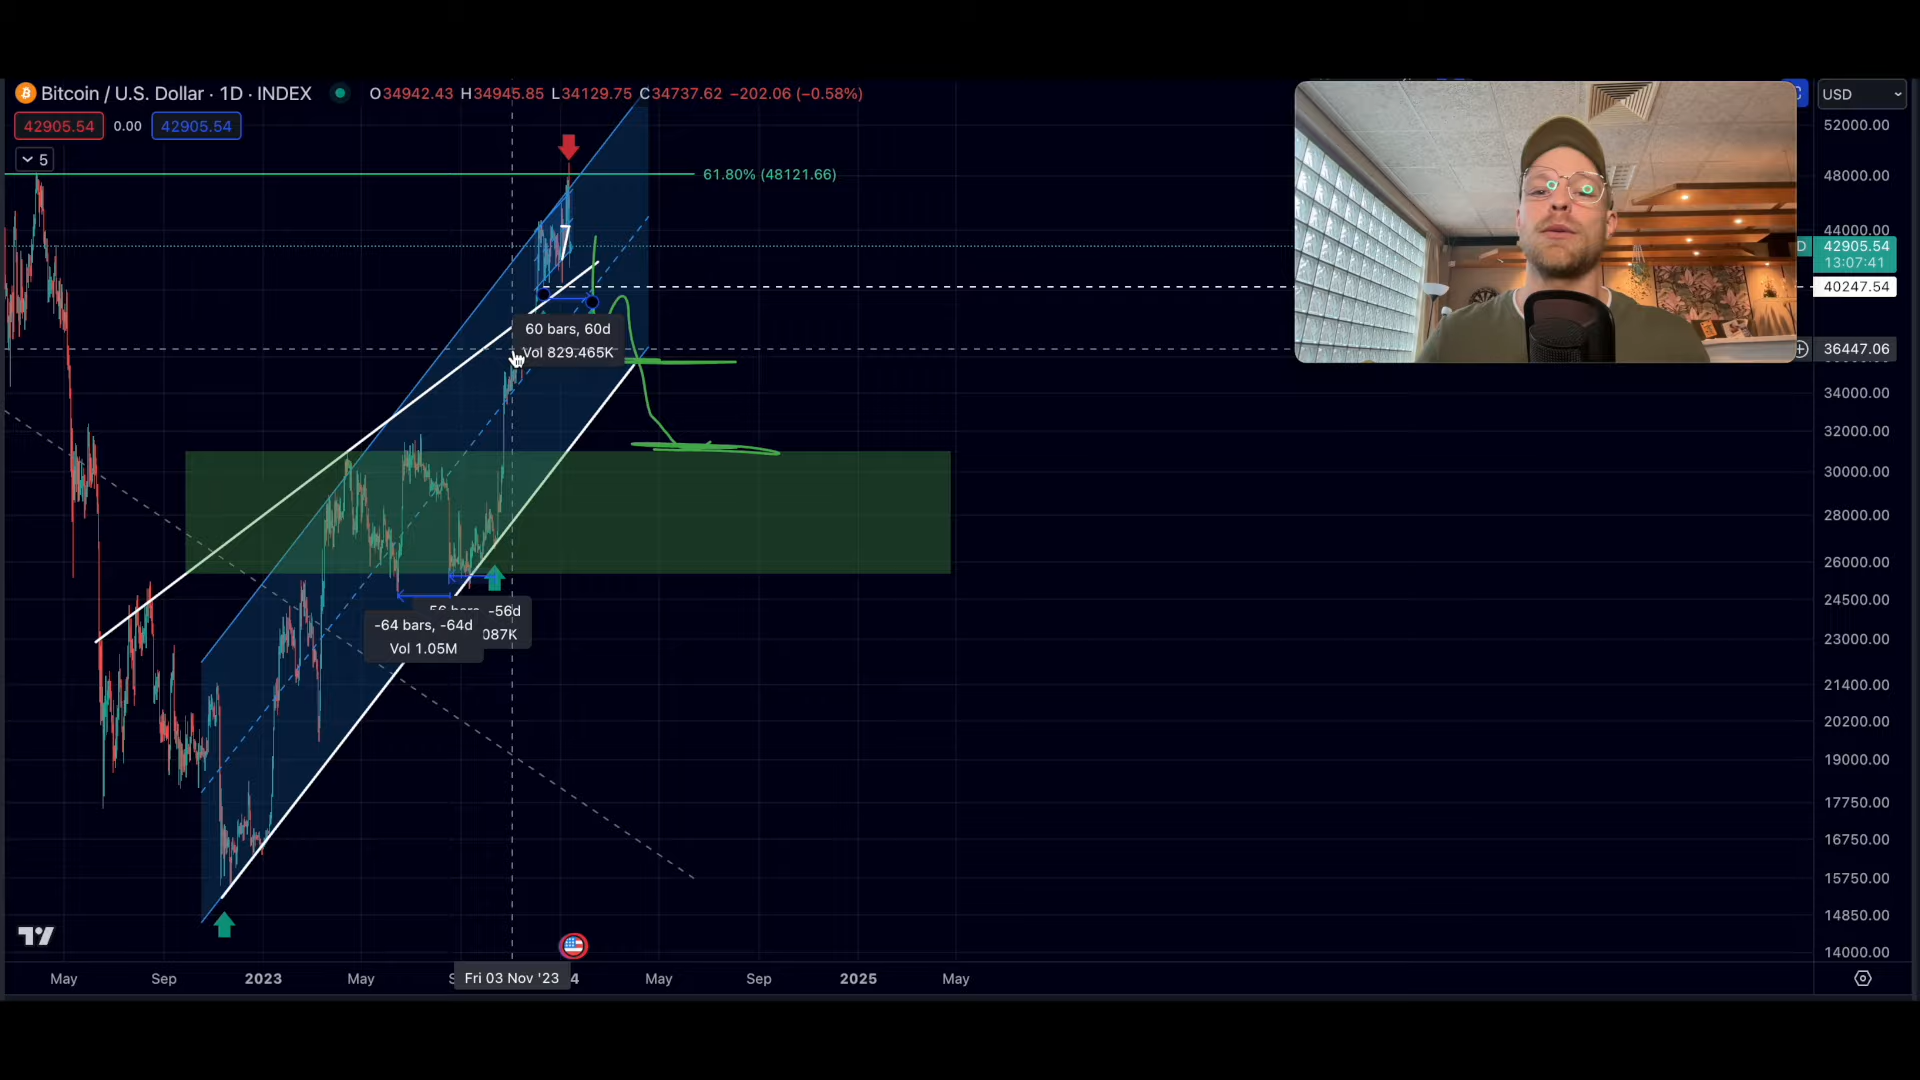 Bitcoin / U.S. Dollar · 1D · INDEX
O34942.43 H34945.85 L34129.75 C34737.62 −202.06 (−0.58%)
42905.54 0.00 42905.54
5
61.80% (48121.66)
60 bars, 60d
Vol 829.465K
-56d
087K
-64 bars, -64d
Vol 1.05M
USD
52000.00
48000.00
44000.00
42905.54
13:07:41
40247.54
36447.06
34000.00
32000.00
30000.00
28000.00
26000.00
24500.00
23000.00
21400.00
20200.00
19000.00
17750.00
16750.00
15750.00
14850.00
14000.00
May Sep 2023 May Fri 03 Nov '23 4 May Sep 2025 May